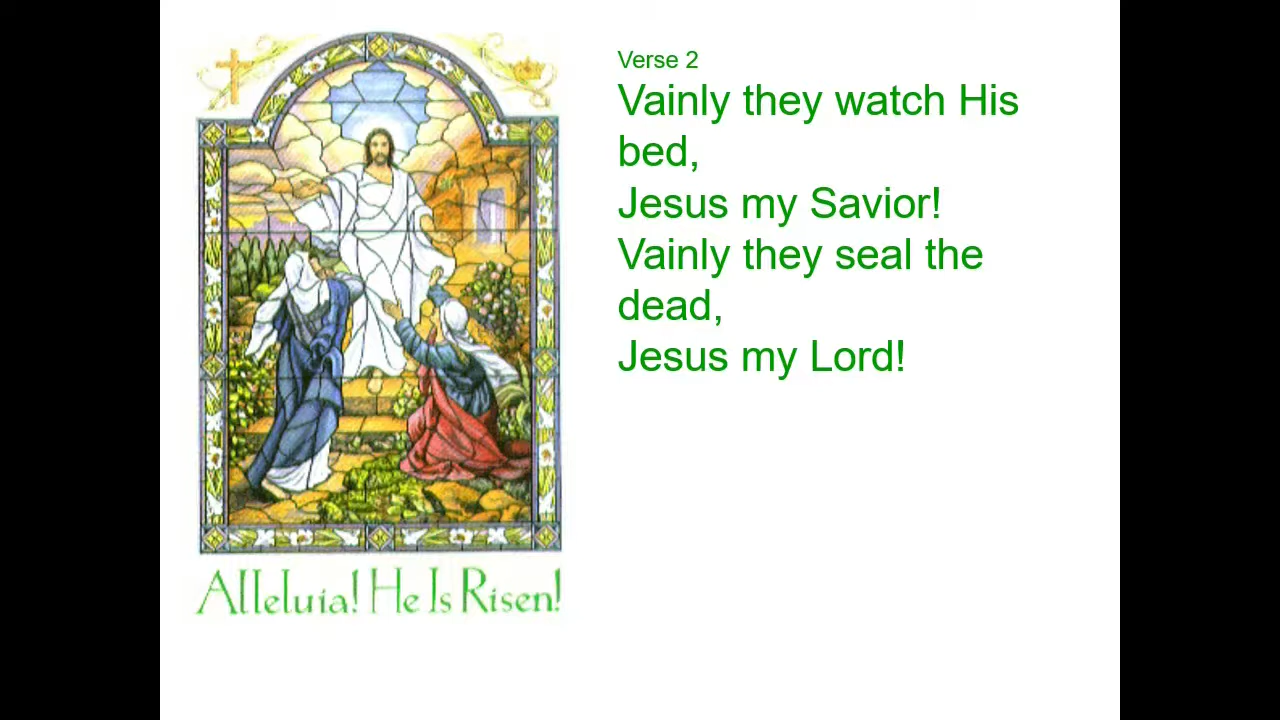 Verse 2
Vainly they watch His
bed,
Jesus my Savior!
Vainly they seal the
dead,
Jesus my Lord!
Alleluia! He Is Risen!